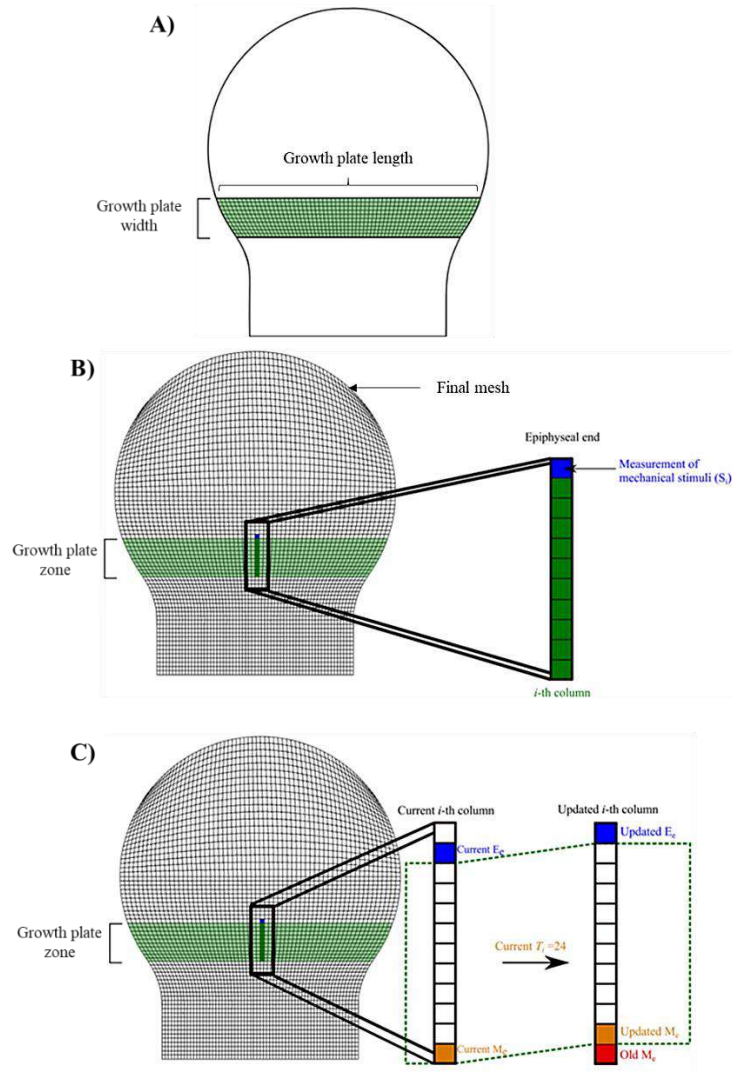 A)
Growth plate length
Growth plate
width
B)
Final mesh
Epiphyseal end
Measurement of
mechanical stimuli (Sᵢ)
Growth plate
zone
i-th column
C)
Current i-th column
Updated i-th column
Current Eₑ
Updated Eₑ
Growth plate
zone
Current Tᵢ =24
Current Mₑ
Updated Mₑ
Old Mₑ